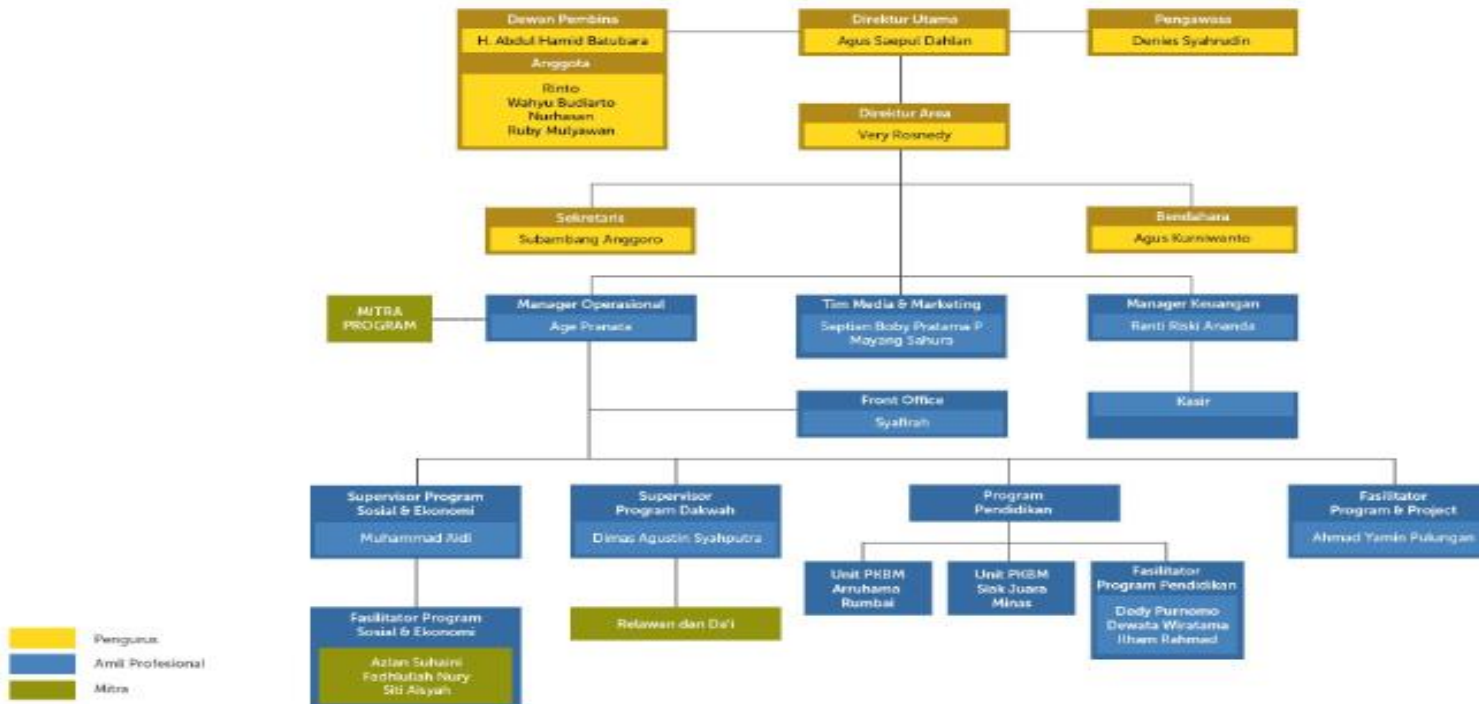 Dewan Pembina
H. Abdul Hamid Batubara
Anggota
Rinto
Wahyu Budiarto
Nurhasan
Ruby Mulyawan
Direktur Utama
Agus Saepul Dahlan
Pengawasa
Denies Syahrudin
Direktur Area
Very Rosnedy
Sekretaris
Subambang Anggoro
Bendahara
Agus Kurniwanto
MITRA
PROGRAM
Manager Operasional
Age Pranata
Tim Media & Marketing
Septian Boby Pratama P
Mayang Sahura
Manager Keuangan
Ranti Riski Ananda
Front Office
Syafirah
Kasir
Supervisor Program
Sosial & Ekonomi
Muhammad Aidi
Supervisor
Program Dakwah
Dimas Agustin Syahputra
Program
Pendidikan
Fasilitator
Program & Project
Ahmad Yamin Pulungan
Unit PKBM
Arruhama
Rumbai
Unit PKBM
Siak Juara
Minas
Fasilitator
Program Pendidikan
Dedy Purnomo
Dewata Wiratama
Ilham Rahmad
Fasilitator Program
Sosial & Ekonomi
Azlan Suhaini
Fadhlullah Nury
Siti Aisyah
Relawan dan Da'i
Pengurus
Amil Profesional
Mitra